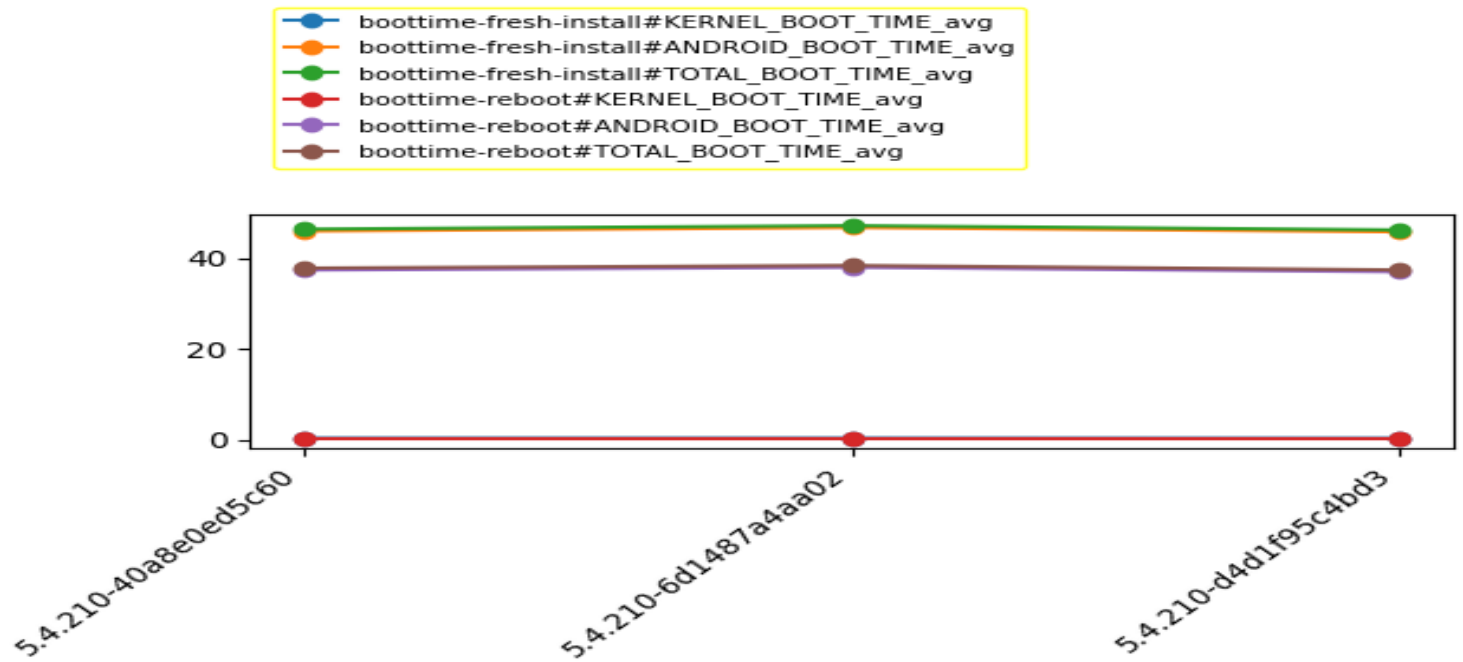 boottime-fresh-install#KERNEL_BOOT_TIME_avg
boottime-fresh-install#ANDROID_BOOT_TIME_avg
boottime-fresh-install#TOTAL_BOOT_TIME_avg
boottime-reboot#KERNEL_BOOT_TIME_avg
boottime-reboot#ANDROID_BOOT_TIME_avg
boottime-reboot#TOTAL_BOOT_TIME_avg
40
20
0
5.4.210-40a8e0ed5c60
5.4.210-6d1487a4aa02
5.4.210-d4d1f95c4bd3